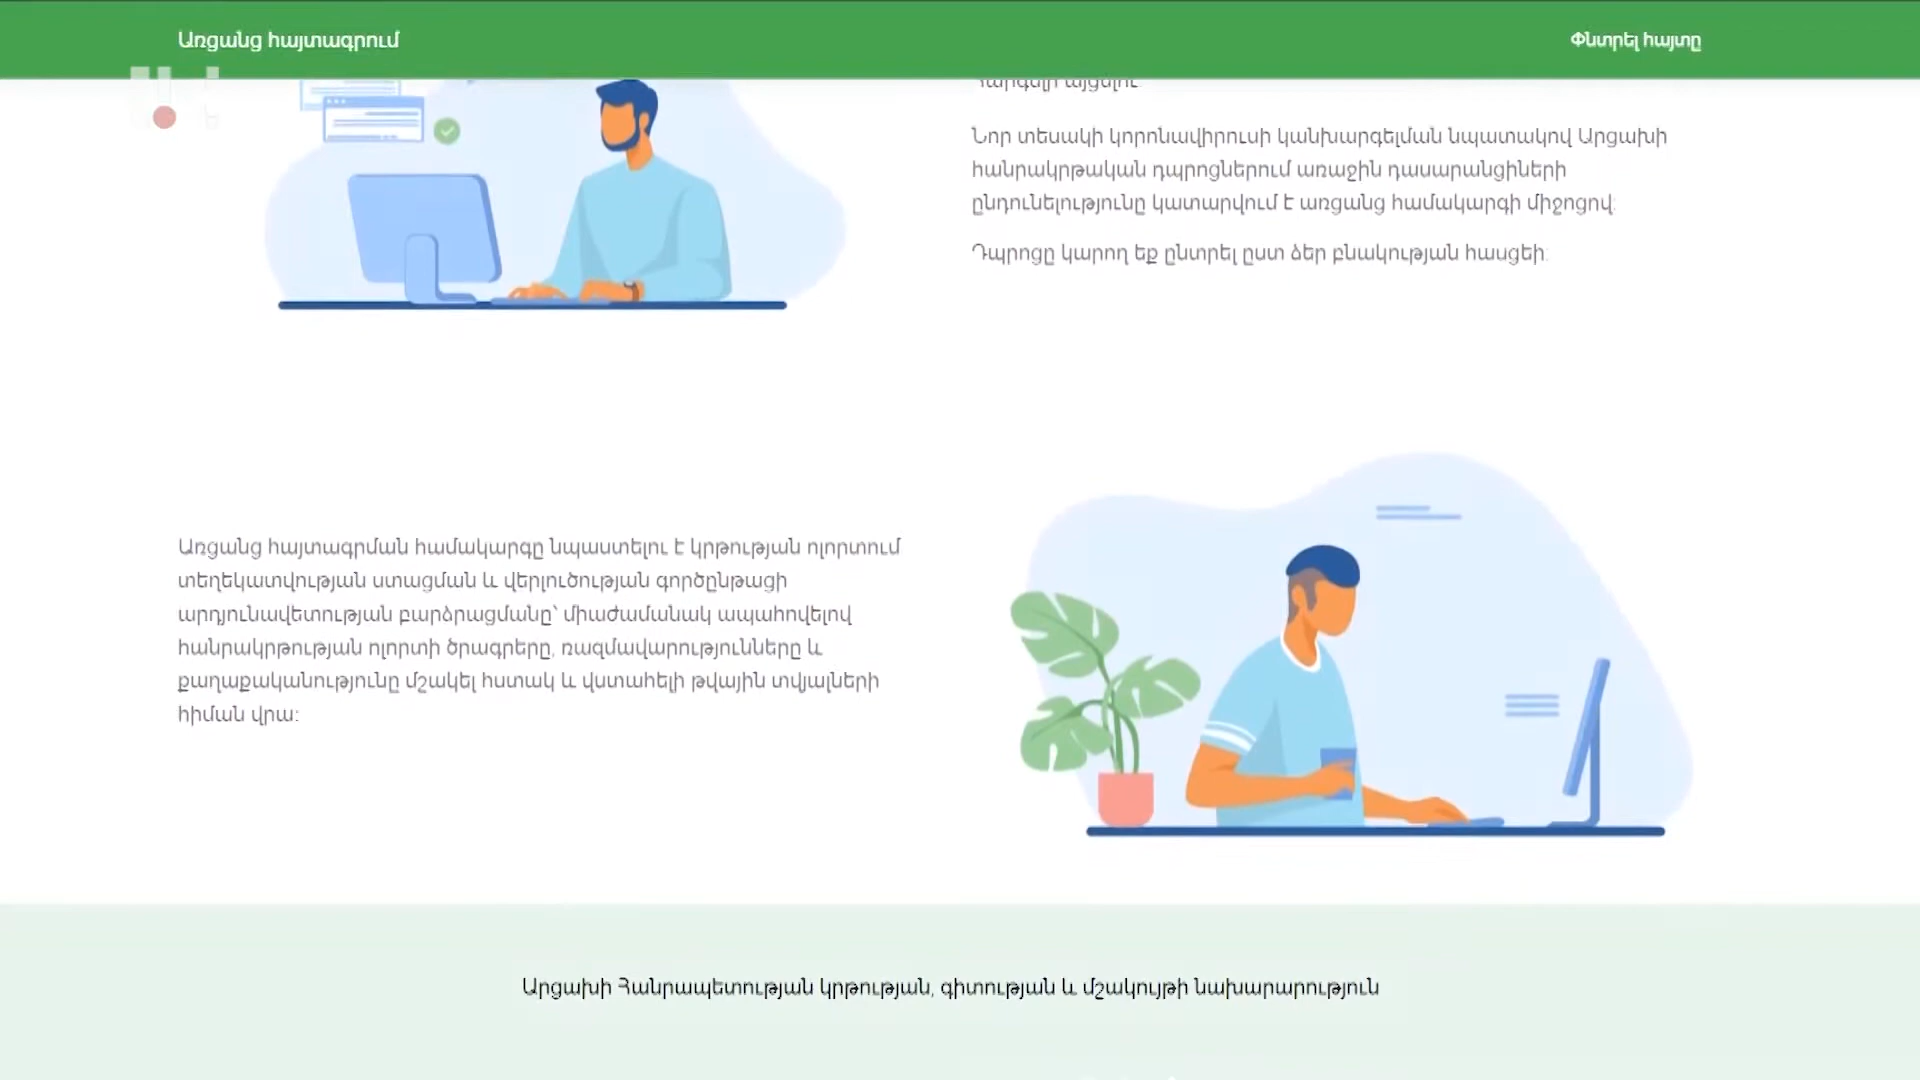 Առցանց հայտագրում
Փնտրել հայտը
Հարգելի այցելու
Նոր տեսակի կորոնավիրուսի կանխարգելման նպատակով Արցախի
հանրակրթական դպրոցներում առաջին դասարանցիների
ընդունելությունը կատարվում է առցանց համակարգի միջոցով:
Դպրոցը կարող եք ընտրել ըստ ձեր բնակության հասցեի:
Առցանց հայտագրման համակարգը նպաստելու է կրթության ոլորտում
տեղեկատվության ստացման և վերլուծության գործընթացի
արդյունավետության բարձրացմանը՝ միաժամանակ ապահովելով
հանրակրթության ոլորտի ծրագրերը, ռազմավարությունները և
քաղաքականությունը մշակել հստակ և վստահելի թվային տվյալների
հիման վրա:
Արցախի Հանրապետության կրթության, գիտության և մշակույթի նախարարություն